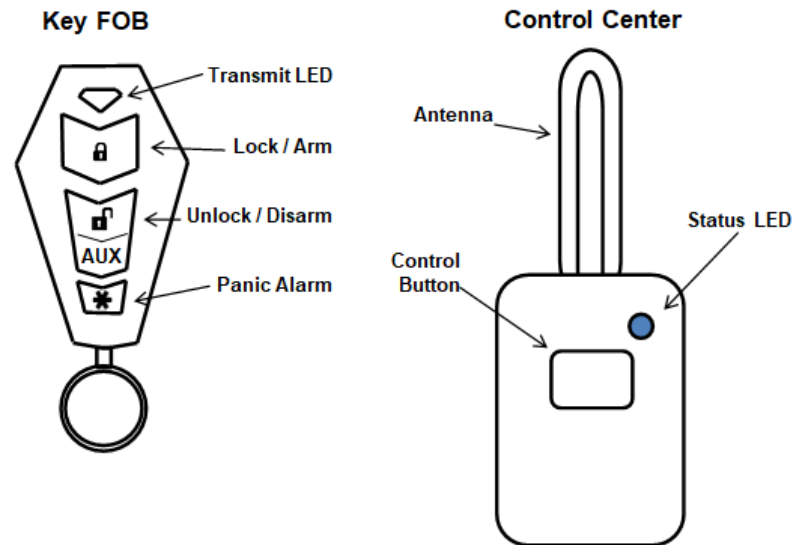 Key FOB
Transmit LED
Lock / Arm
Unlock / Disarm
AUX
Panic Alarm
Control Center
Antenna
Status LED
Control
Button